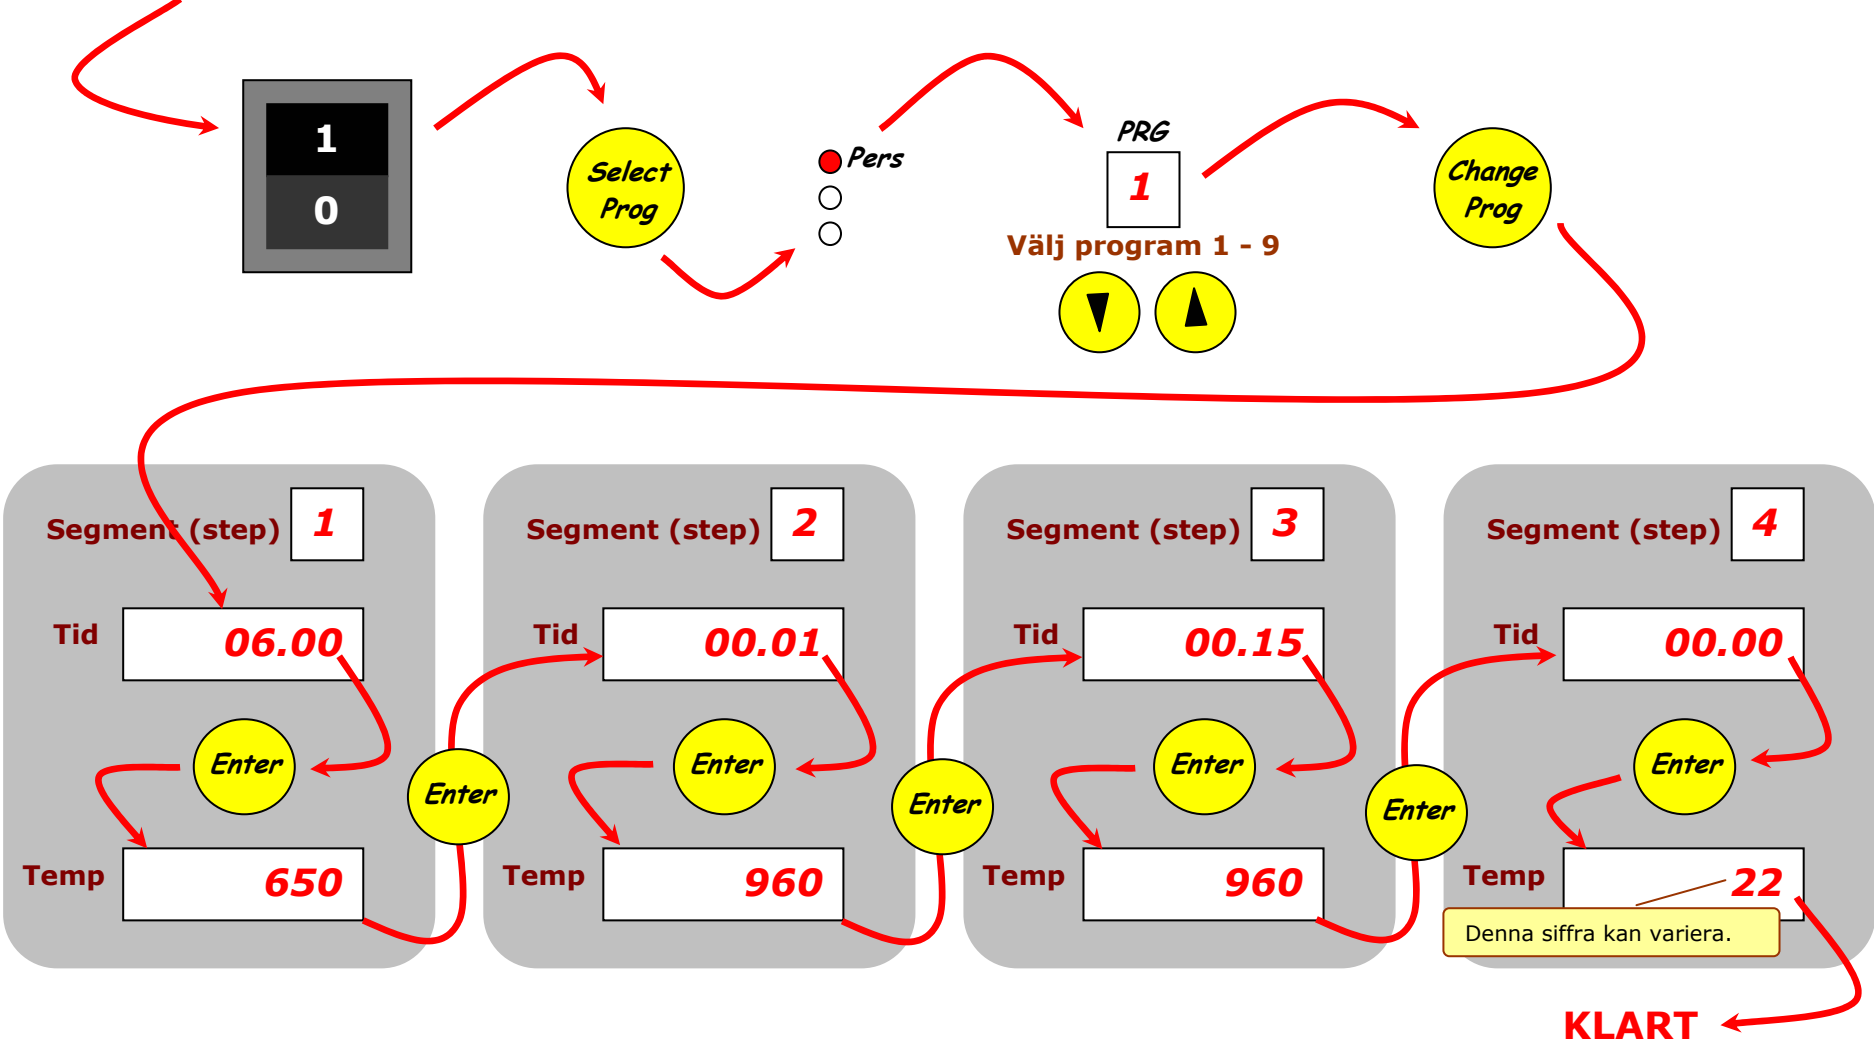 1
0
Select
Prog
Pers
PRG
1
Välj program 1 - 9
Change
Prog
Segment (step) 1
Tid 06.00
Enter
Temp 650
Enter
Segment (step) 2
Tid 00.01
Enter
Temp 960
Enter
Segment (step) 3
Tid 00.15
Enter
Temp 960
Enter
Segment (step) 4
Tid 00.00
Enter
Temp 22
Denna siffra kan variera.
KLART